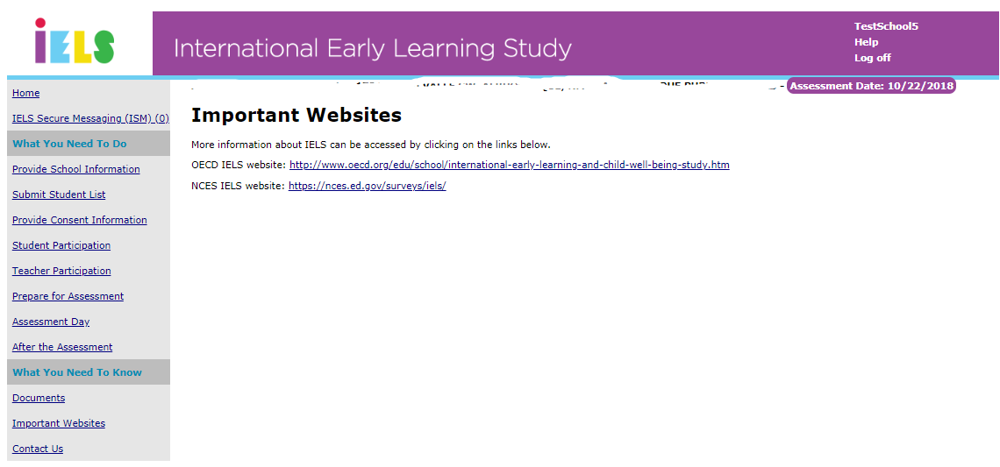 iELS
International Early Learning Study
TestSchool5
Help
Log off
Assessment Date: 10/22/2018
Home
IELS Secure Messaging (ISM) (0)
What You Need To Do
Provide School Information
Submit Student List
Provide Consent Information
Student Participation
Teacher Participation
Prepare for Assessment
Assessment Day
After the Assessment
What You Need To Know
Documents
Important Websites
Contact Us
Important Websites
More information about IELS can be accessed by clicking on the links below.
OECD IELS website: http://www.oecd.org/edu/school/international-early-learning-and-child-well-being-study.htm
NCES IELS website: https://nces.ed.gov/surveys/iels/